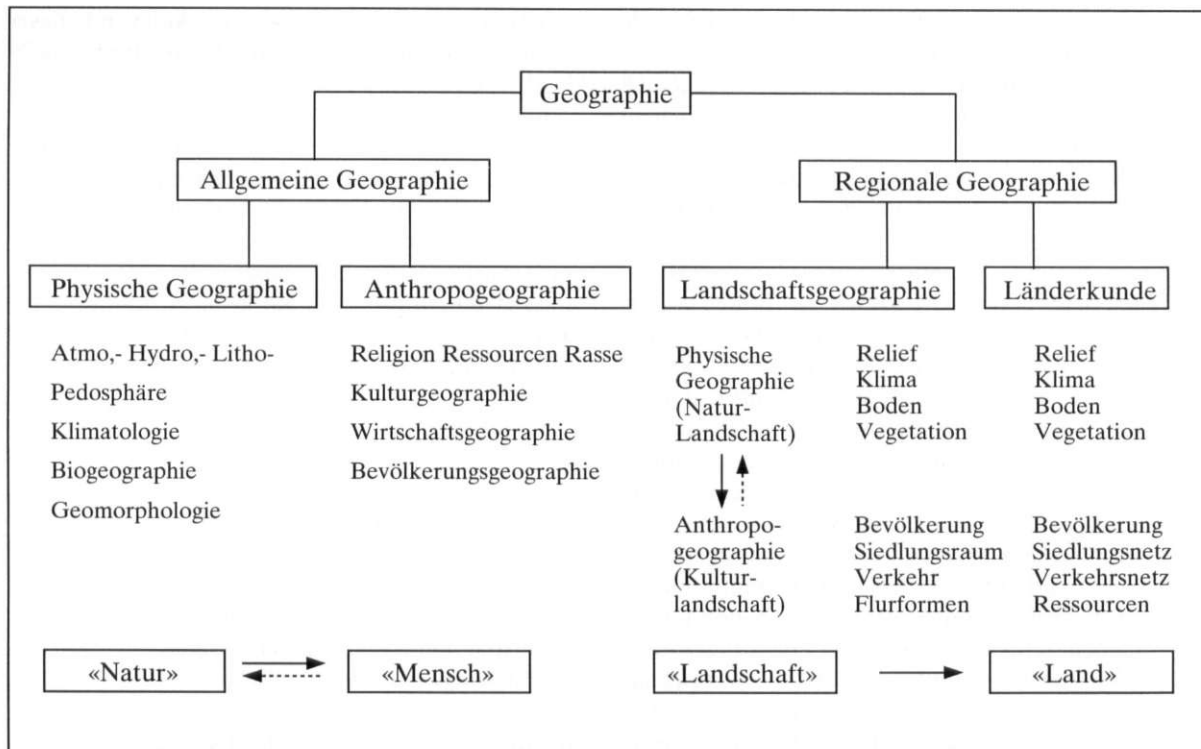 Geographie
Allgemeine Geographie
Regionale Geographie
Physische Geographie
Anthropogeographie
Landschaftsgeographie
Länderkunde
Atmo,- Hydro,- Litho-
Pedosphäre
Klimatologie
Biogeographie
Geomorphologie
Religion Ressourcen Rasse
Kulturgeographie
Wirtschaftsgeographie
Bevölkerungsgeographie
Physische
Geographie
(Natur-
Landschaft)
Anthropo-
geographie
(Kultur-
landschaft)
Relief
Klima
Boden
Vegetation
Bevölkerung
Siedlungsraum
Verkehr
Flurformen
Relief
Klima
Boden
Vegetation
Bevölkerung
Siedlungsnetz
Verkehrsnetz
Ressourcen
«Natur»
«Mensch»
«Landschaft»
«Land»